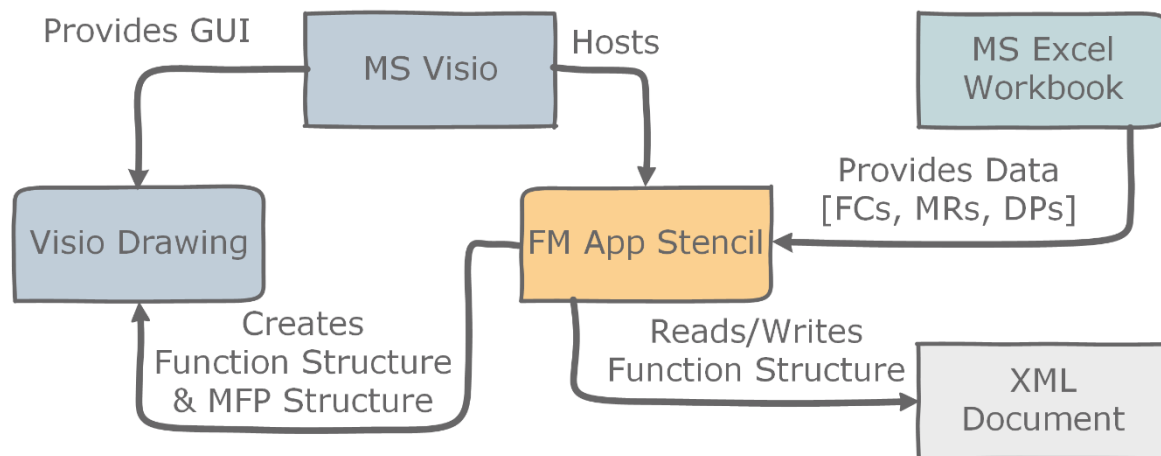 Provides GUI
MS Visio
Hosts
MS Excel
Workbook
Provides Data
[FCs, MRs, DPs]
Visio Drawing
FM App Stencil
Creates
Function Structure
& MFP Structure
Reads/Writes
Function Structure
XML
Document